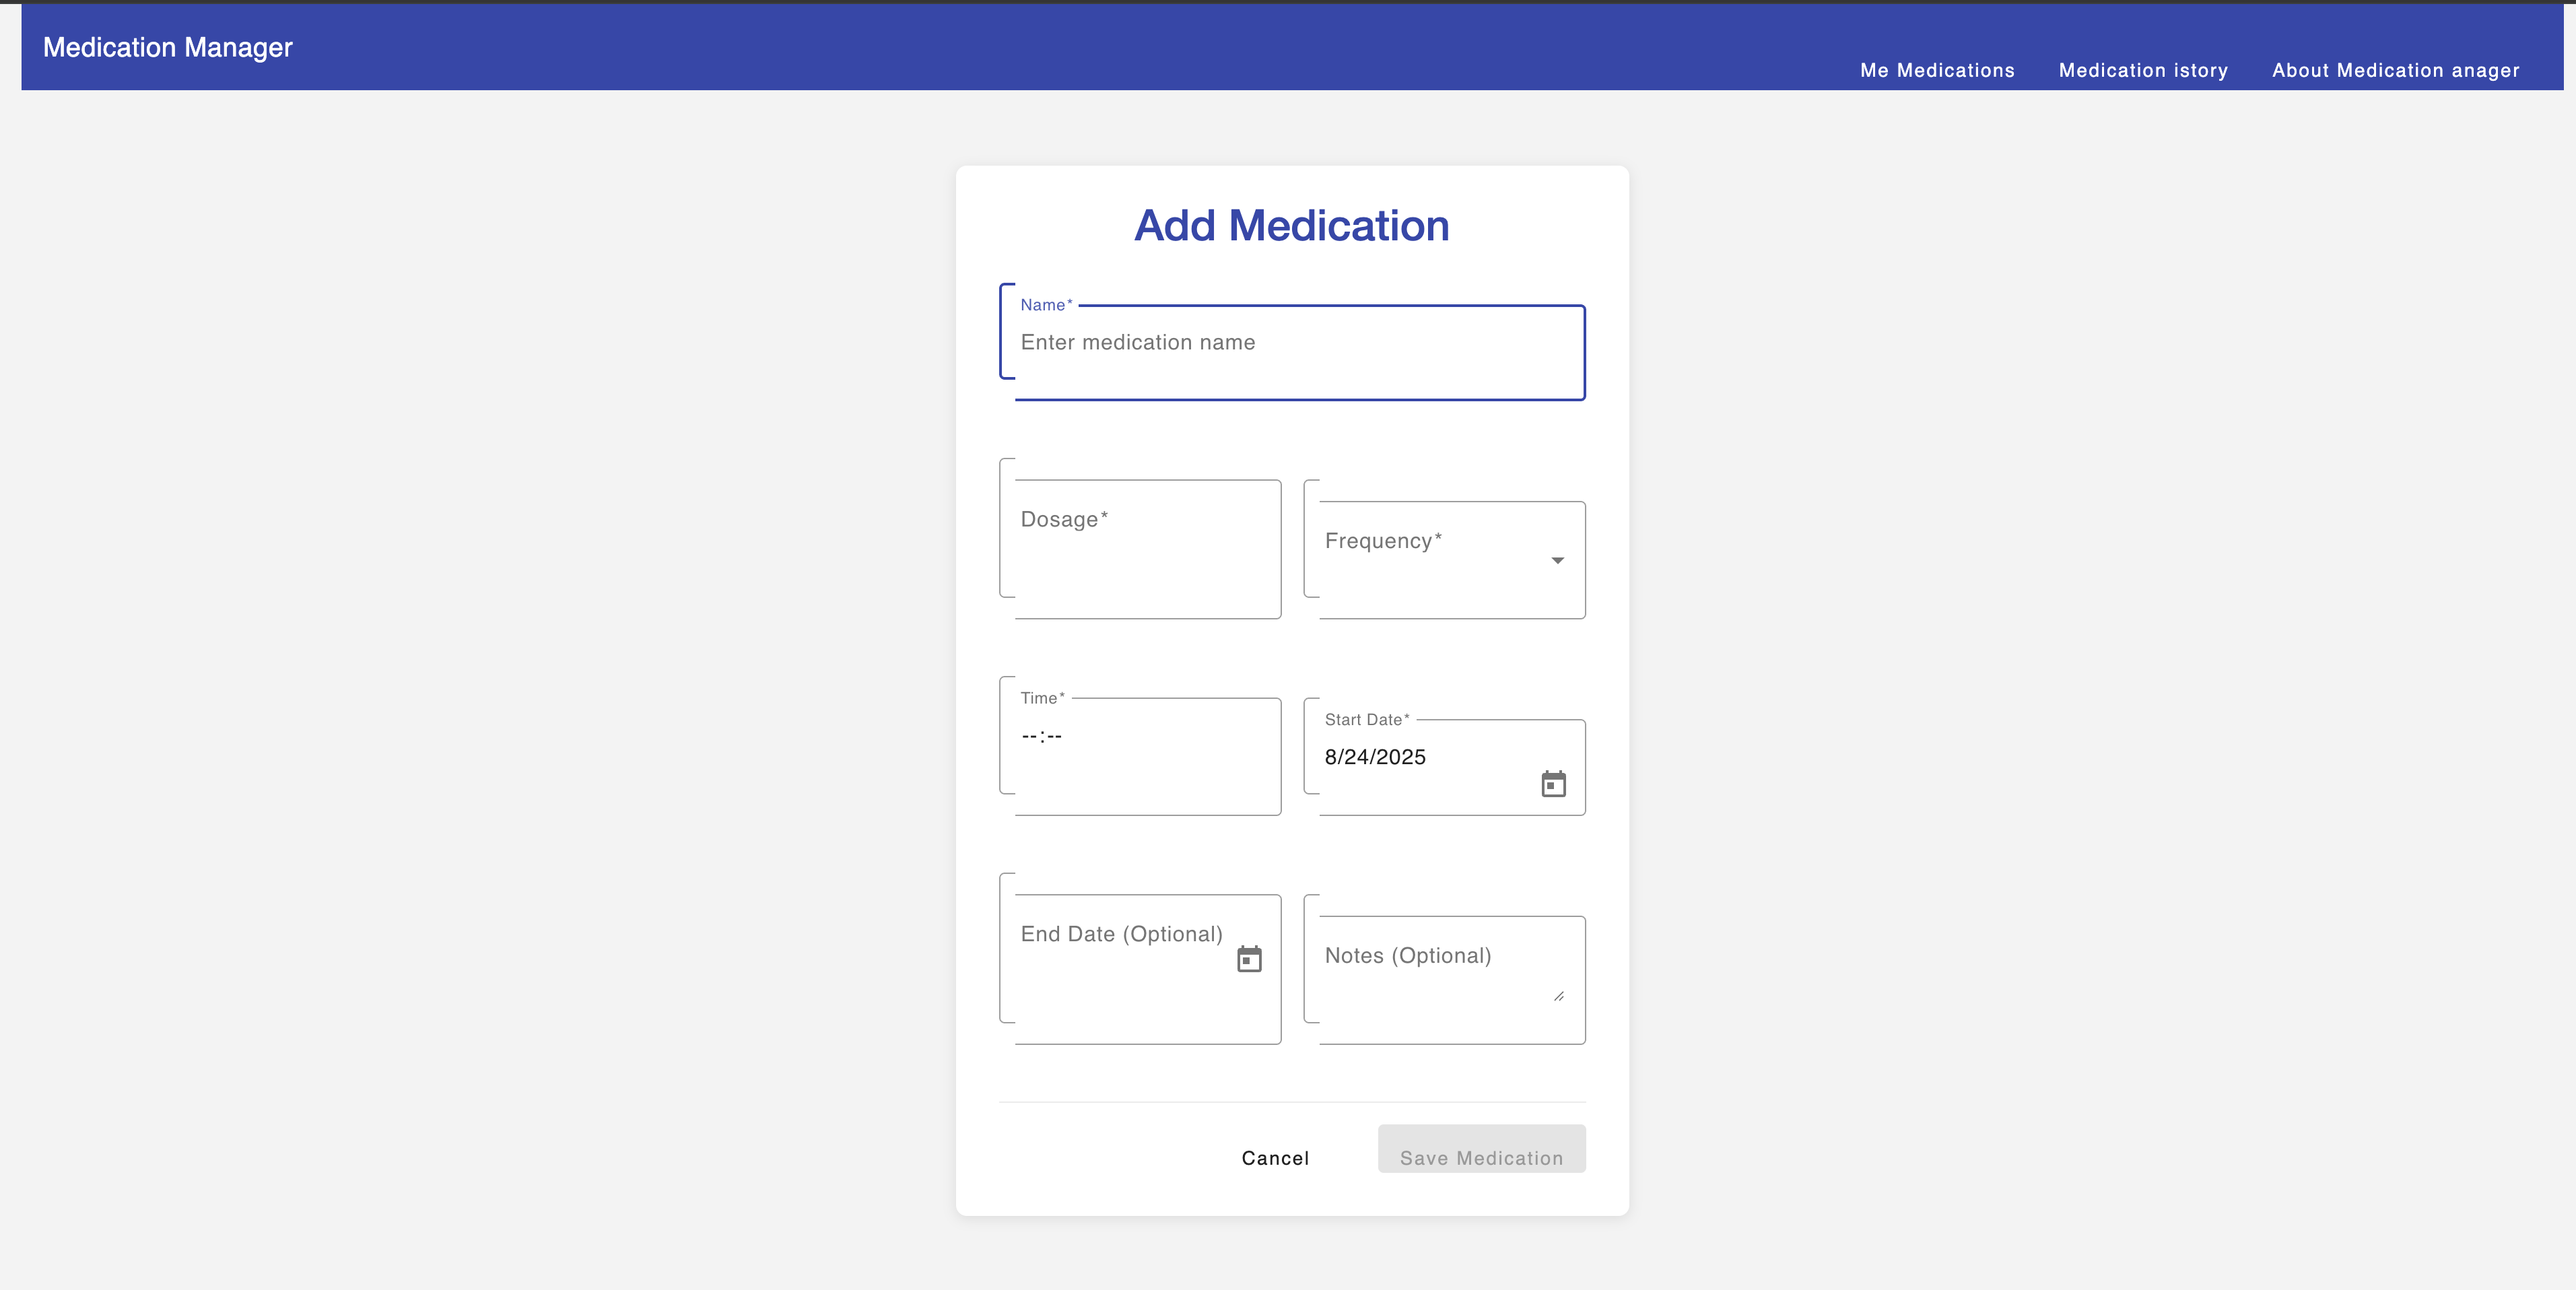 Medication Manager
Me Medications
Medication istory
About Medication anager
Add Medication
Name*
Enter medication name
Dosage*
Frequency*
Time*
--:--
Start Date*
8/24/2025
End Date (Optional)
Notes (Optional)
Cancel
Save Medication